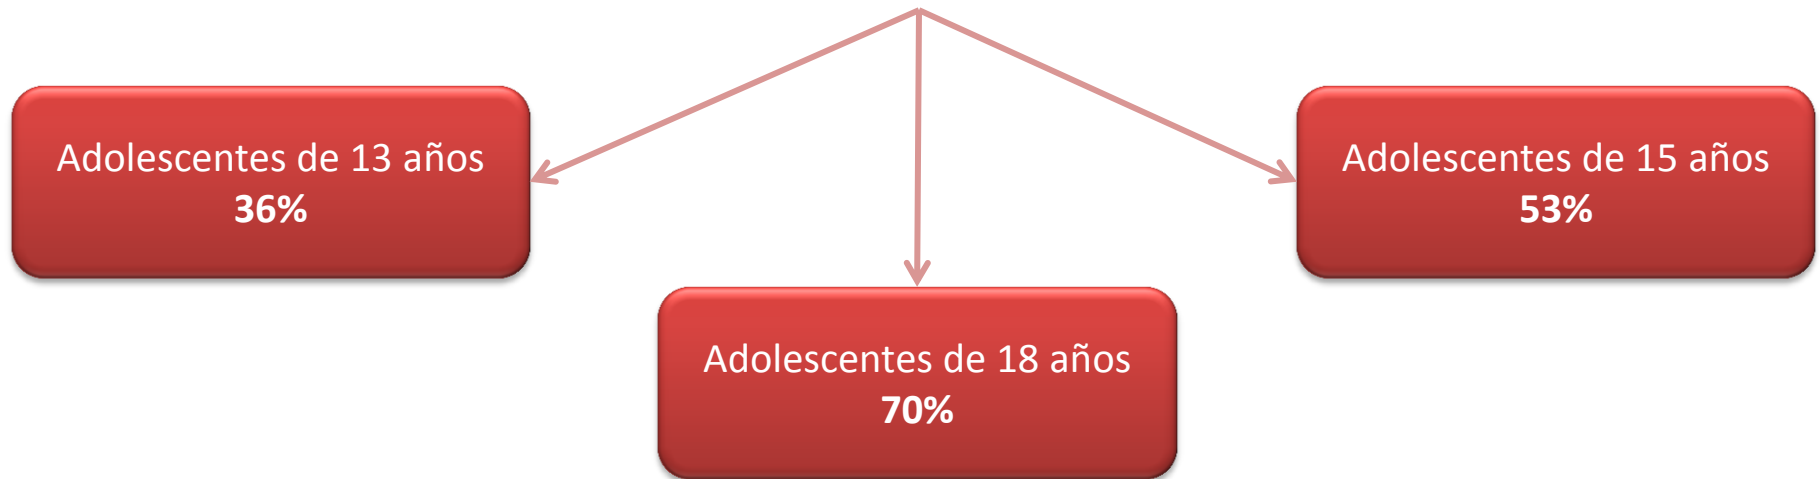 Adolescentes de 13 años
36%
Adolescentes de 15 años
53%
Adolescentes de 18 años
70%